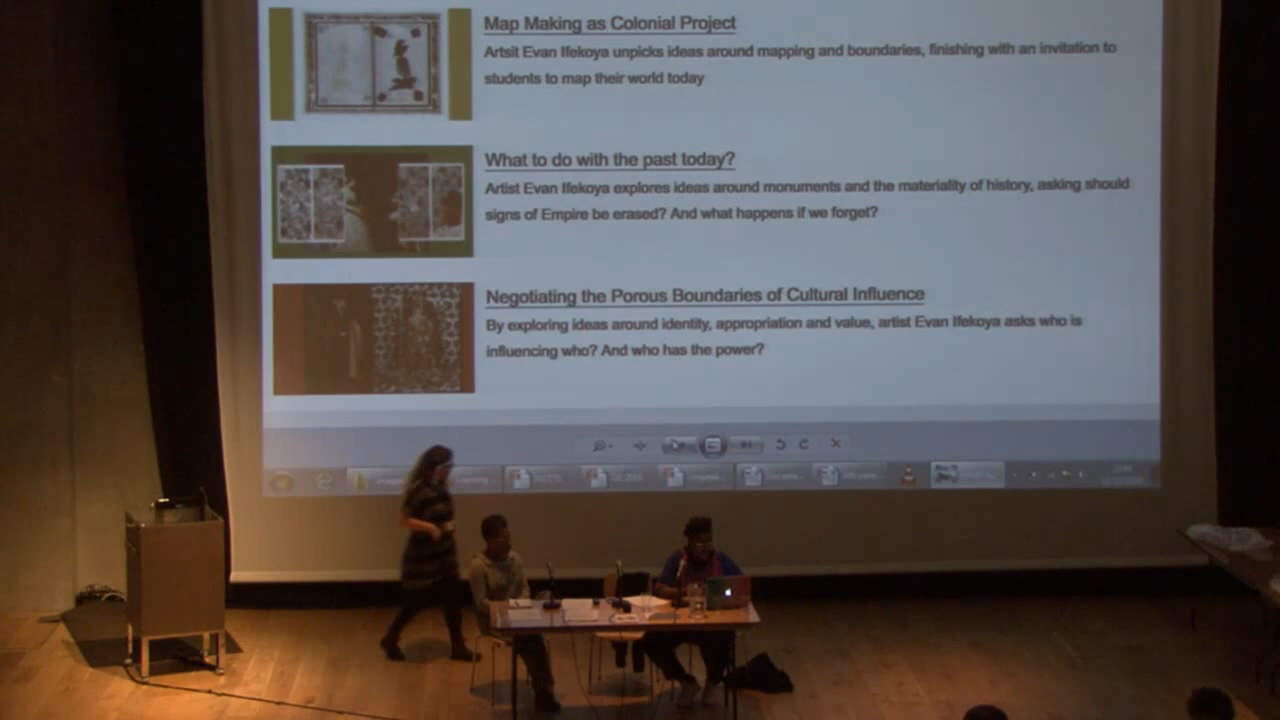 Map Making as Colonial Project
Artsit Evan Ifekoya unpicks ideas around mapping and boundaries, finishing with an invitation to
students to map their world today
What to do with the past today?
Artist Evan Ifekoya explores ideas around monuments and the materiality of history, asking should
signs of Empire be erased? And what happens if we forget?
Negotiating the Porous Boundaries of Cultural Influence
By exploring ideas around identity, appropriation and value, artist Evan Ifekoya asks who is
influencing who? And who has the power?